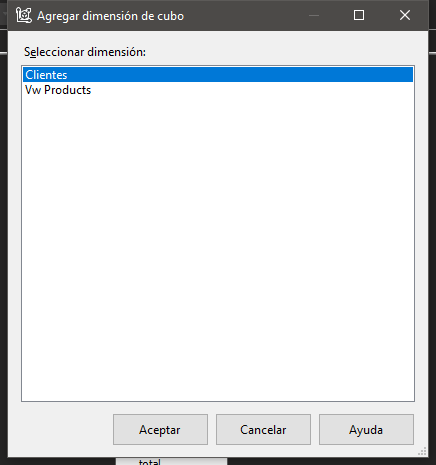 Agregar dimensión de cubo
Seleccionar dimensión:
Clientes
Vw Products
Aceptar
Cancelar
Ayuda
total